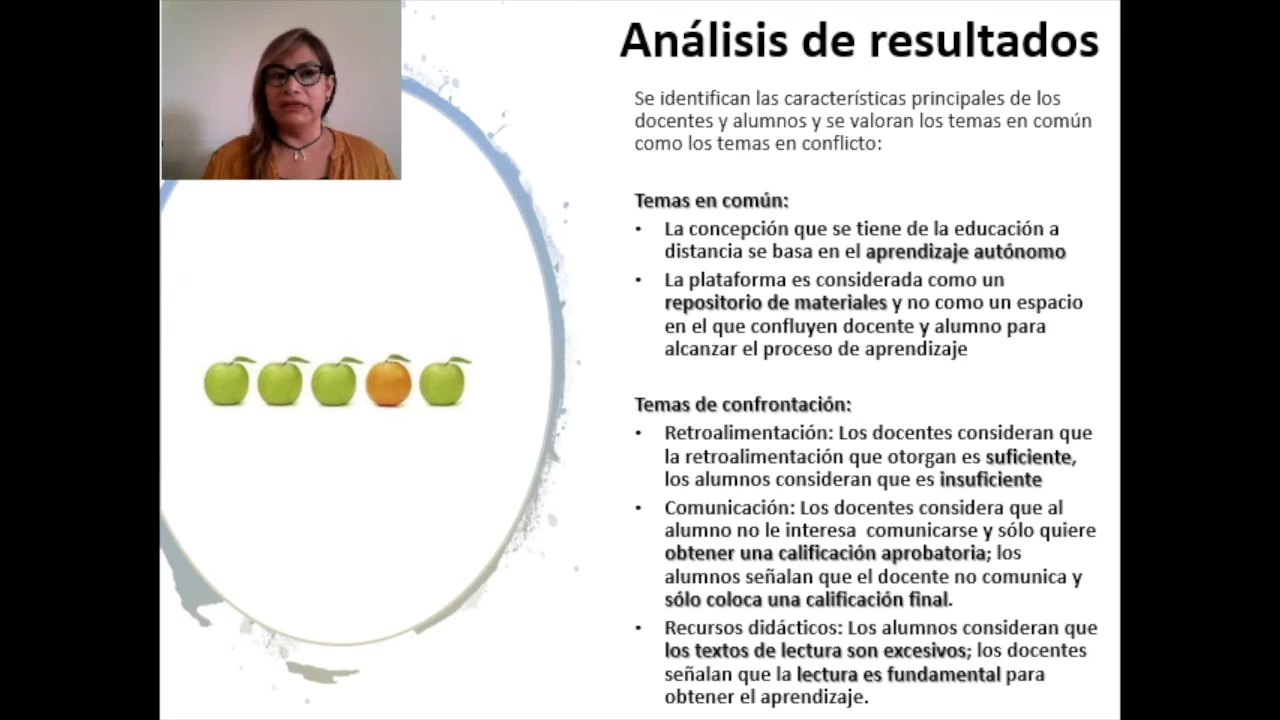 Análisis de resultados
Se identifican las características principales de los
docentes y alumnos y se valoran los temas en común
como los temas en conflicto:
Temas en común:
• La concepción que se tiene de la educación a
distancia se basa en el aprendizaje autónomo
• La plataforma es considerada como un
repositorio de materiales y no como un espacio
en el que confluyen docente y alumno para
alcanzar el proceso de aprendizaje
Temas de confrontación:
• Retroalimentación: Los docentes consideran que
la retroalimentación que otorgan es suficiente,
los alumnos consideran que es insuficiente
• Comunicación: Los docentes considera que al
alumno no le interesa comunicarse y sólo quiere
obtener una calificación aprobatoria; los
alumnos señalan que el docente no comunica y
sólo coloca una calificación final.
• Recursos didácticos: Los alumnos consideran que
los textos de lectura son excesivos; los docentes
señalan que la lectura es fundamental para
obtener el aprendizaje.